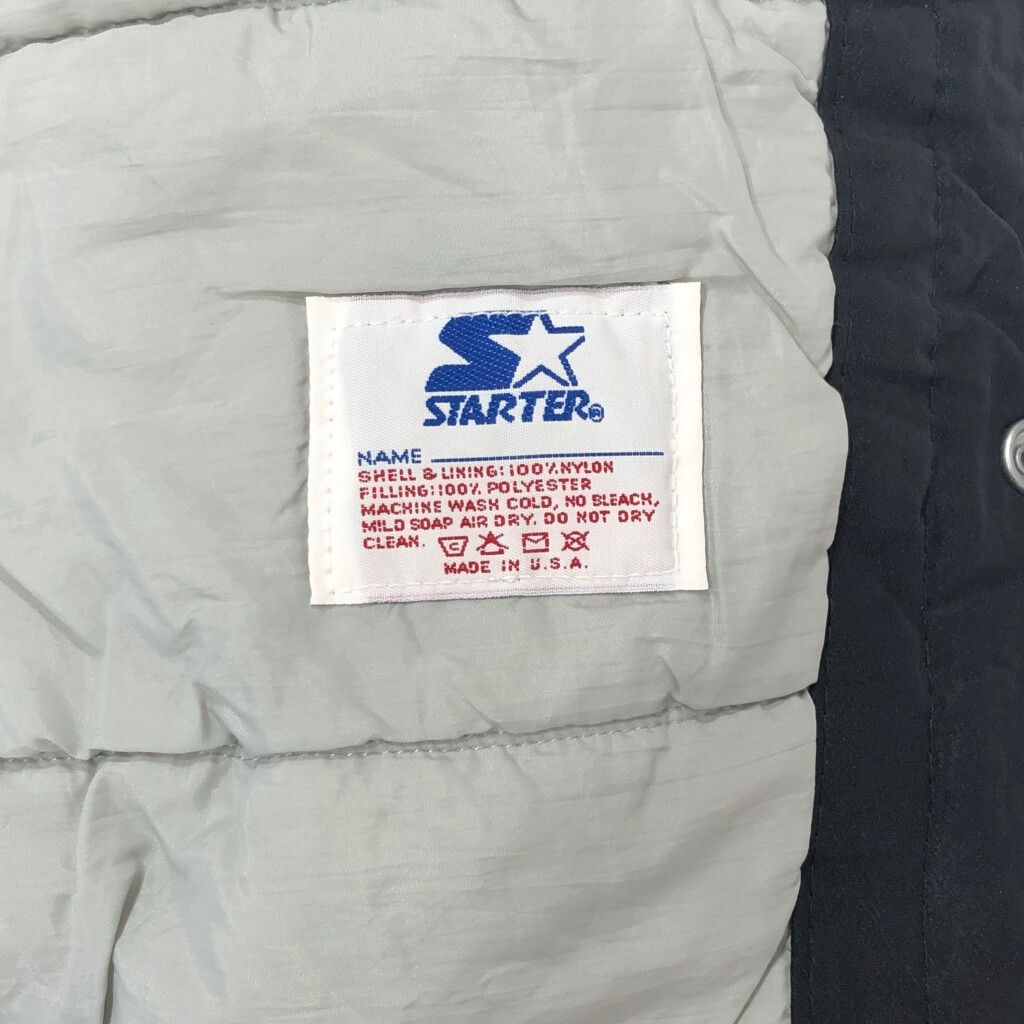 STARTER®
NAME
SHELL & LINING:100% NYLON
FILLING:100% POLYESTER
MACHINE WASH COLD, NO BLEACH,
MILD SOAP AIR DRY. DO NOT DRY
CLEAN.
MADE IN U.S.A.